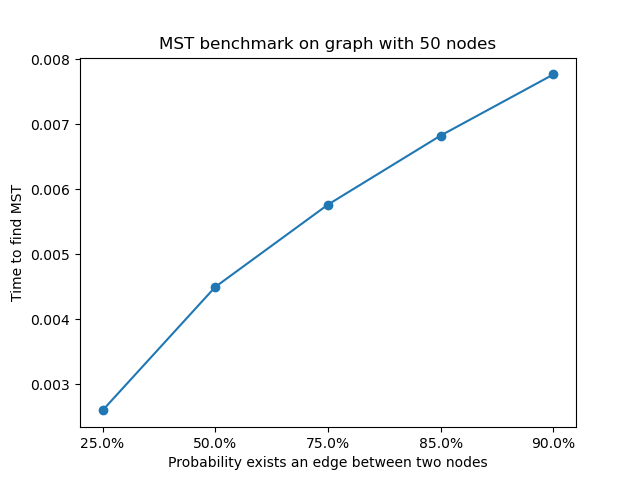 MST benchmark on graph with 50 nodes
0.008
0.007
0.006
0.005
0.004
0.003
Time to find MST
25.0% 50.0% 75.0% 85.0% 90.0%
Probability exists an edge between two nodes